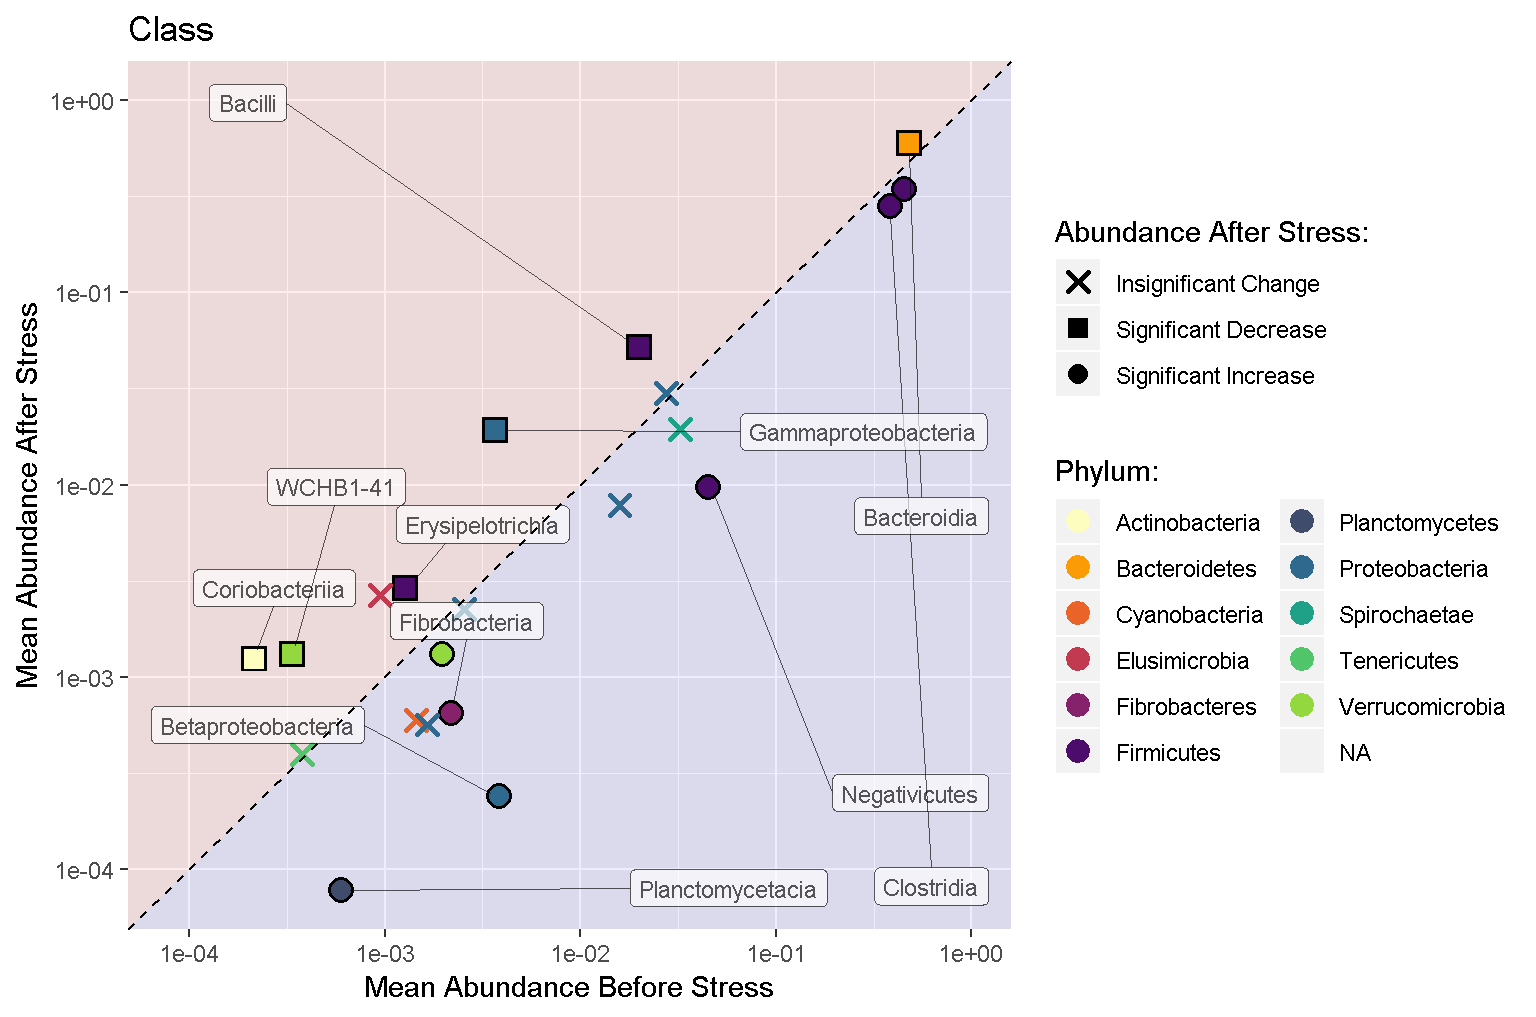 Class
Mean Abundance After Stress
1e+00
1e-01
1e-02
1e-03
1e-04
Bacilli
Gammaproteobacteria
WCHB1-41
Bacteroidia
Erysipelotrichia
Coriobacteriia
Fibrobacteria
Betaproteobacteria
Negativicutes
Planctomycetacia
Clostridia
1e-04
1e-03
1e-02
1e-01
1e+00
Mean Abundance Before Stress
Abundance After Stress:
Insignificant Change
Significant Decrease
Significant Increase
Phylum:
Actinobacteria
Bacteroidetes
Cyanobacteria
Elusimicrobia
Fibrobacteres
Firmicutes
Planctomycetes
Proteobacteria
Spirochaetae
Tenericutes
Verrucomicrobia
NA